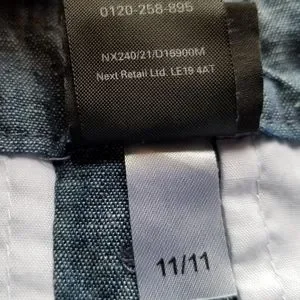 0120-258-895
NX240/21/D16900M
Next Retail Ltd. LE19 4AT
11/11